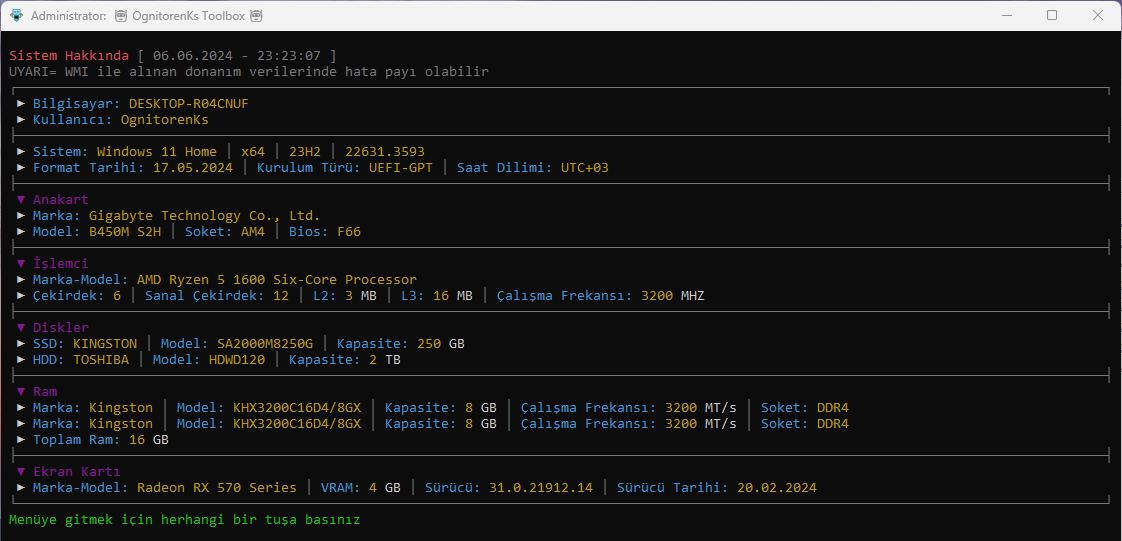 Administrator: OgnitorenKs Toolbox
Sistem Hakkında [ 06.06.2024 - 23:23:07 ]
UYARI= WMI ile alınan donanım verilerinde hata payı olabilir
► Bilgisayar: DESKTOP-R04CNUF
► Kullanıcı: OgnitorenKs
► Sistem: Windows 11 Home │ x64 │ 23H2 │ 22631.3593
► Format Tarihi: 17.05.2024 │ Kurulum Türü: UEFI-GPT │ Saat Dilimi: UTC+03
▼ Anakart
► Marka: Gigabyte Technology Co., Ltd.
► Model: B450M S2H │ Soket: AM4 │ Bios: F66
▼ İşlemci
► Marka-Model: AMD Ryzen 5 1600 Six-Core Processor
► Çekirdek: 6 │ Sanal Çekirdek: 12 │ L2: 3 MB │ L3: 16 MB │ Çalışma Frekansı: 3200 MHZ
▼ Diskler
► SSD: KINGSTON │ Model: SA2000M8250G │ Kapasite: 250 GB
► HDD: TOSHIBA │ Model: HDWD120 │ Kapasite: 2 TB
▼ Ram
► Marka: Kingston │ Model: KHX3200C16D4/8GX │ Kapasite: 8 GB │ Çalışma Frekansı: 3200 MT/s │ Soket: DDR4
► Marka: Kingston │ Model: KHX3200C16D4/8GX │ Kapasite: 8 GB │ Çalışma Frekansı: 3200 MT/s │ Soket: DDR4
► Toplam Ram: 16 GB
▼ Ekran Kartı
► Marka-Model: Radeon RX 570 Series │ VRAM: 4 GB │ Sürücü: 31.0.21912.14 │ Sürücü Tarihi: 20.02.2024
Menüye gitmek için herhangi bir tuşa basınız